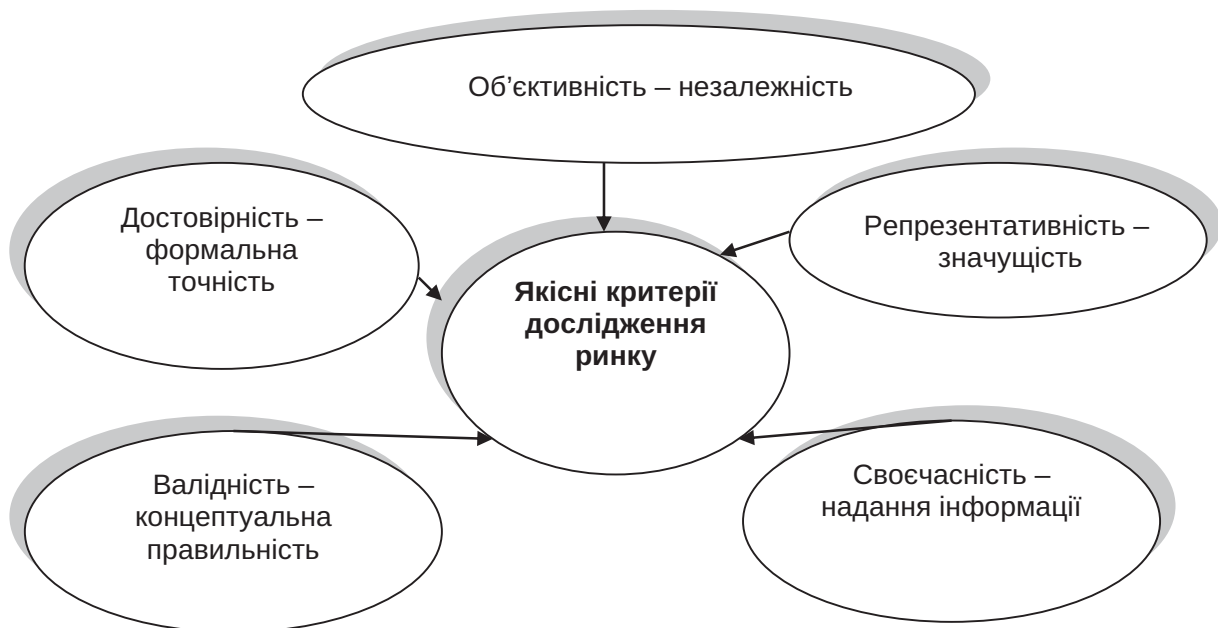 Об’єктивність – незалежність
Достовірність –
формальна
точність
Репрезентативність –
значущість
Якісні критерії
дослідження
ринку
Валідність –
концептуальна
правильність
Своєчасність –
надання інформації